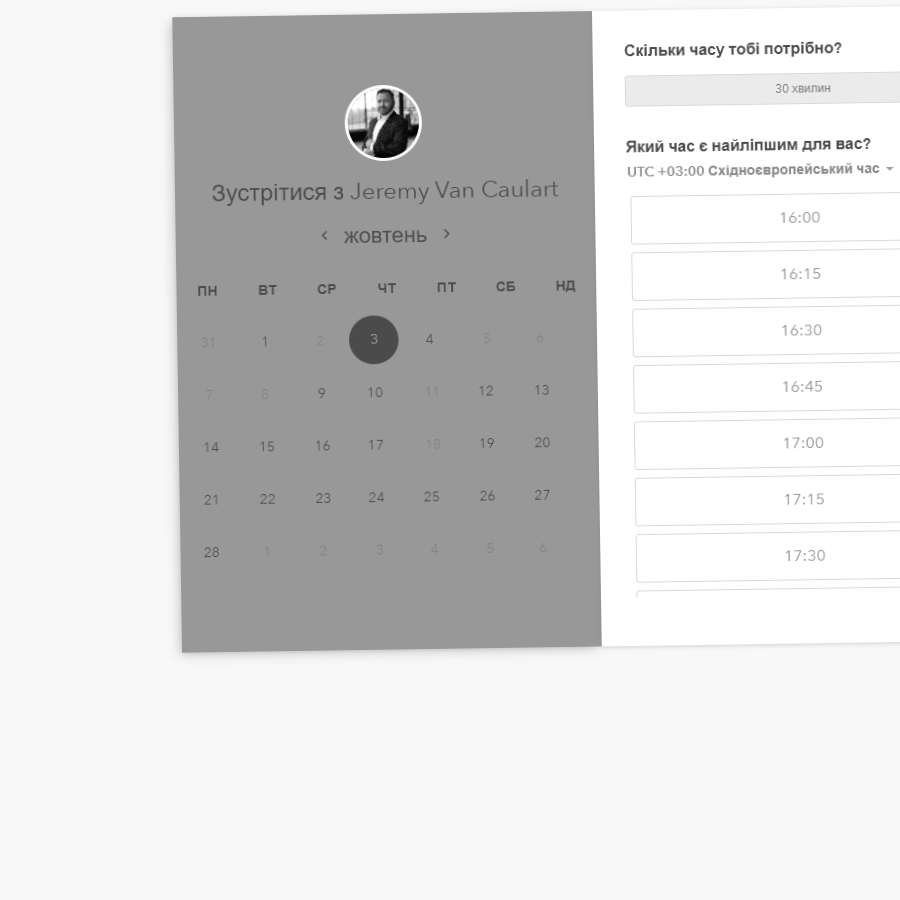 Зустрітися з Jeremy Van Caulart
жовтень
ПН ВТ СР ЧТ ПТ СБ НД
31 1 2 3 4 5 6
7 8 9 10 11 12 13
14 15 16 17 18 19 20
21 22 23 24 25 26 27
28 1 2 3 4 5 6
Скільки часу тобі потрібно?
30 хвилин
Який час є найліпшим для вас?
UTC +03:00 Східноєвропейський час
16:00
16:15
16:30
16:45
17:00
17:15
17:30